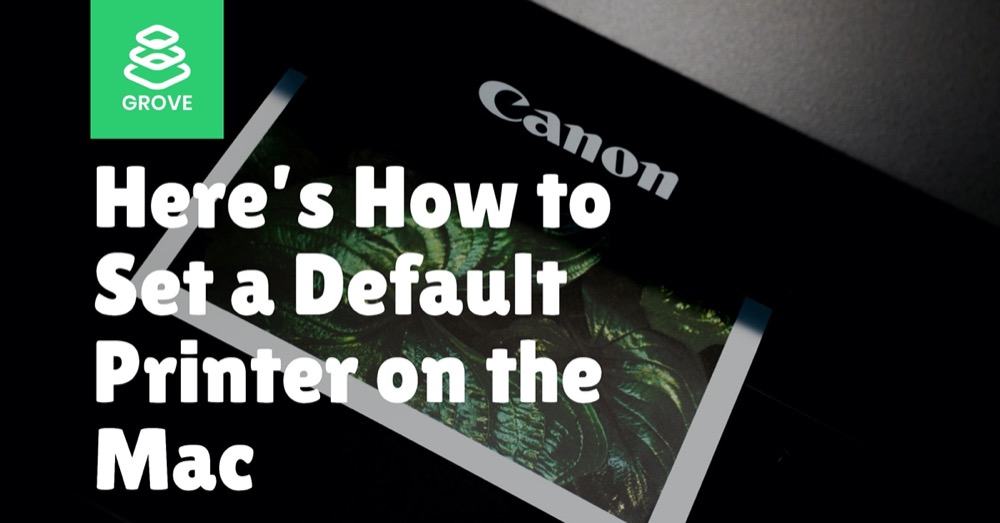 GROVE
Canon
Here's How to
Set a Default
Printer on the
Mac